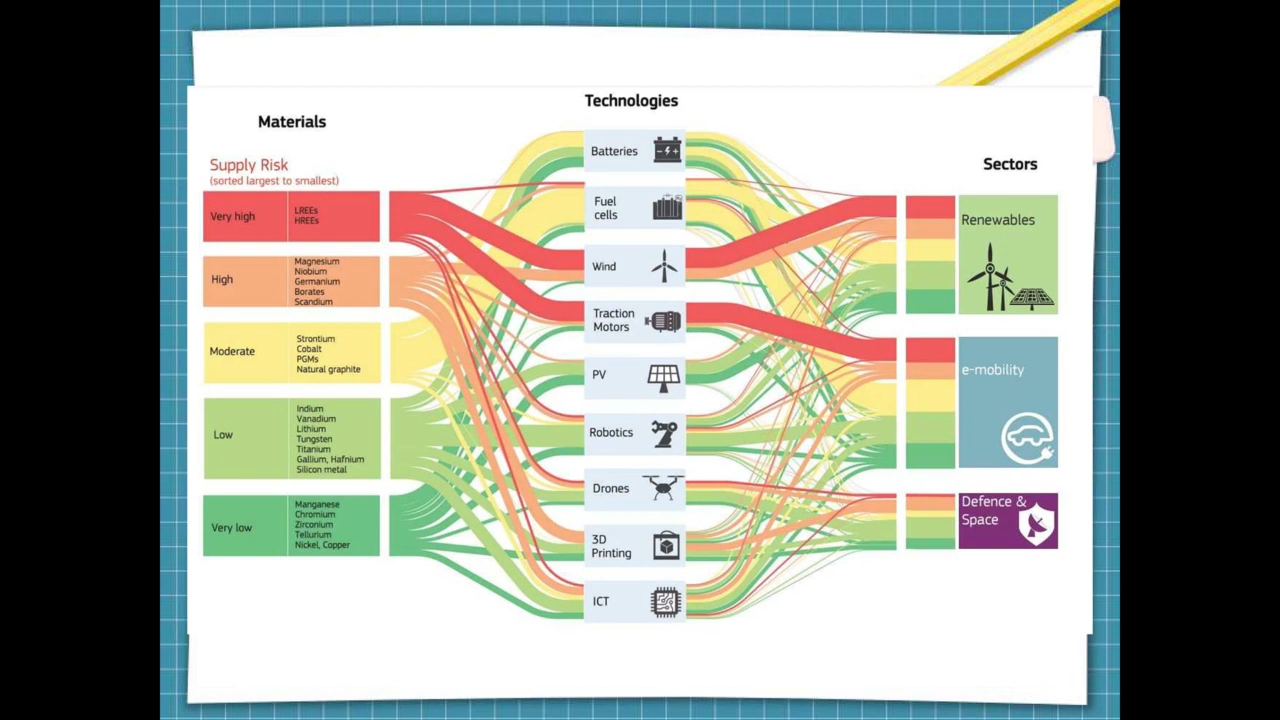 Technologies
Materials
Supply Risk
(sorted largest to smallest)
Very high
LREEs
HREEs
High
Magnesium
Niobium
Germanium
Borates
Scandium
Moderate
Strontium
Cobalt
PGMs
Natural graphite
Low
Indium
Vanadium
Lithium
Tungsten
Titanium
Gallium, Hafnium
Silicon metal
Very low
Manganese
Chromium
Zirconium
Tellurium
Nickel, Copper
Batteries
Fuel
cells
Wind
Traction
Motors
PV
Robotics
Drones
3D
Printing
ICT
Sectors
Renewables
e-mobility
Defence &
Space